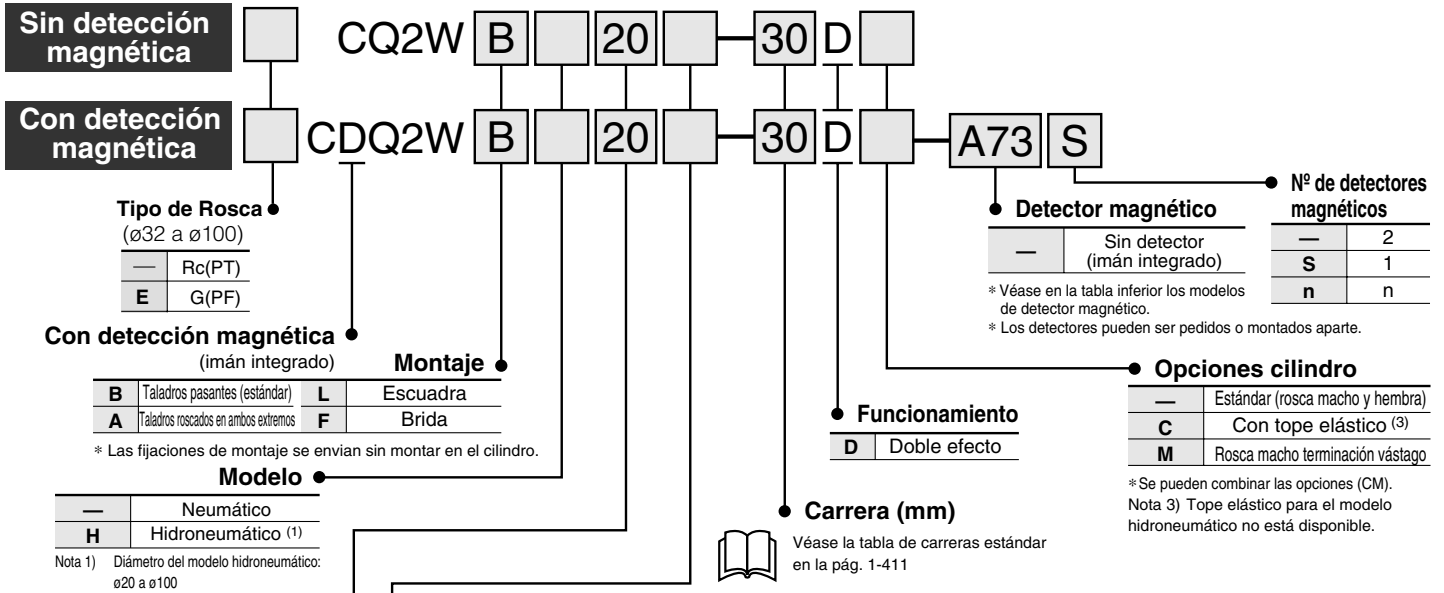 Sin detección
magnética
CQ2W B 20 — 30 D
Con detección
magnética
CDQ2W B 20 — 30 D — A73 S
Tipo de Rosca
(ø32 a ø100)
— Rc(PT)
E G(PF)
Con detección magnética
(imán integrado)
Montaje
B Taladros pasantes (estándar) L Escuadra
A Taladros roscados en ambos extremos F Brida
* Las fijaciones de montaje se envian sin montar en el cilindro.
Modelo
— Neumático
H Hidroneumático (1)
Nota 1) Diámetro del modelo hidroneumático:
ø20 a ø100
Detector magnético
— Sin detector
(imán integrado)
* Véase en la tabla inferior los modelos
de detector magnético.
* Los detectores pueden ser pedidos o montados aparte.
Nº de detectores
magnéticos
— 2
S 1
n n
Opciones cilindro
— Estándar (rosca macho y hembra)
C Con tope elástico (3)
M Rosca macho terminación vástago
*Se pueden combinar las opciones (CM).
Nota 3) Tope elástico para el modelo
hidroneumático no está disponible.
Funcionamiento
D Doble efecto
Carrera (mm)
Véase la tabla de carreras estándar
en la pág. 1-411